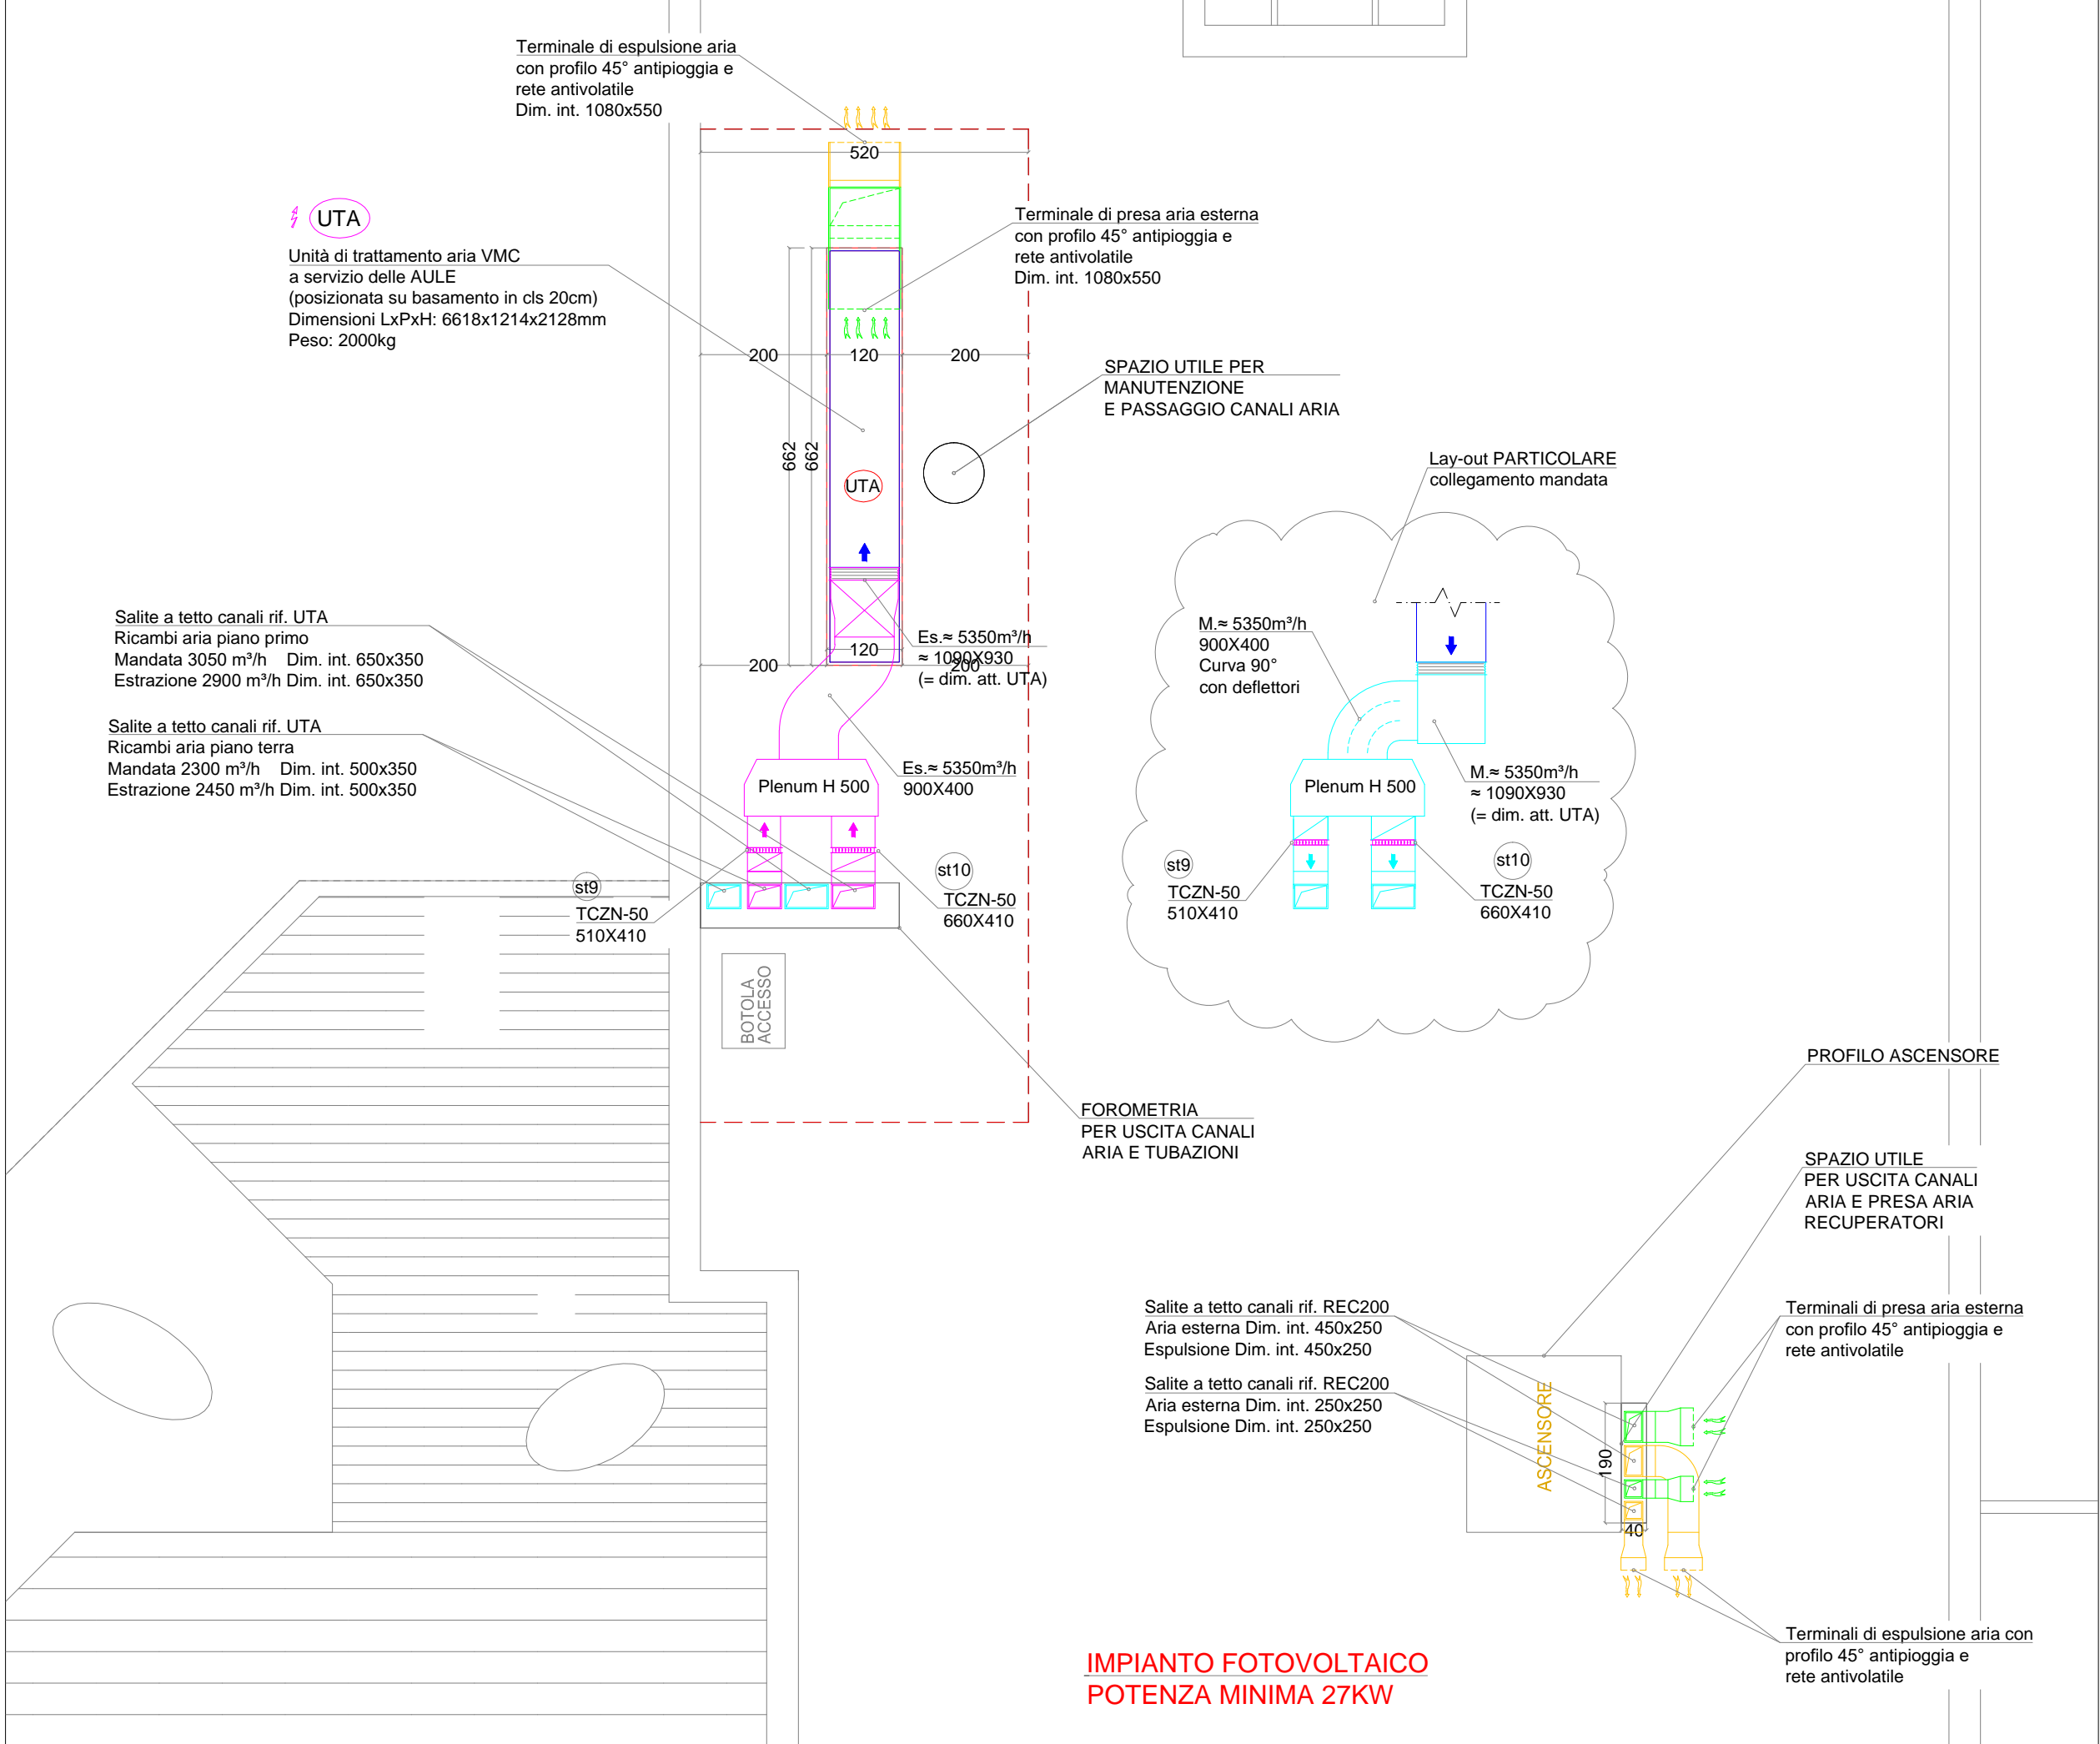 Terminale di espulsione aria
con profilo 45° antipioggia e
rete antivolatile
Dim. int. 1080x550
520
UTA
Unità di trattamento aria VMC
a servizio delle AULE
(posizionata su basamento in cls 20cm)
Dimensioni LxPxH: 6618x1214x2128mm
Peso: 2000kg
Terminale di presa aria esterna
con profilo 45° antipioggia e
rete antivolatile
Dim. int. 1080x550
200
120
200
SPAZIO UTILE PER
MANUTENZIONE
E PASSAGGIO CANALI ARIA
662
662
UTA
Lay-out PARTICOLARE
collegamento mandata
Salite a tetto canali rif. UTA
Ricambi aria piano primo
Mandata 3050 m³/h Dim. int. 650x350
Estrazione 2900 m³/h Dim. int. 650x350
Es.≈ 5350m³/h
≈ 1090X930
(= dim. att. UTA)
200
120
200
M.≈ 5350m³/h
900X400
Curva 90°
con deflettori
Salite a tetto canali rif. UTA
Ricambi aria piano terra
Mandata 2300 m³/h Dim. int. 500x350
Estrazione 2450 m³/h Dim. int. 500x350
Plenum H 500
Es.≈ 5350m³/h
900X400
Plenum H 500
M.≈ 5350m³/h
≈ 1090X930
(= dim. att. UTA)
st9
TCZN-50
510X410
st10
TCZN-50
660X410
st9
TCZN-50
510X410
st10
TCZN-50
660X410
BOTOLA
ACCESSO
FOROMETRIA
PER USCITA CANALI
ARIA E TUBAZIONI
PROFILO ASCENSORE
SPAZIO UTILE
PER USCITA CANALI
ARIA E PRESA ARIA
RECUPERATORI
Salite a tetto canali rif. REC200
Aria esterna Dim. int. 450x250
Espulsione Dim. int. 450x250
Salite a tetto canali rif. REC200
Aria esterna Dim. int. 250x250
Espulsione Dim. int. 250x250
Terminali di presa aria esterna
con profilo 45° antipioggia e
rete antivolatile
ASCENSORE
190
40
Terminali di espulsione aria con
profilo 45° antipioggia e
rete antivolatile
IMPIANTO FOTOVOLTAICO
POTENZA MINIMA 27KW